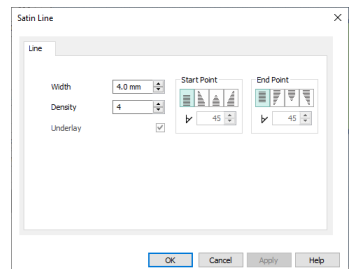 Satin Line
Line
Width 4.0 mm
Density 4
Underlay
Start Point
45
End Point
45
OK Cancel Apply Help